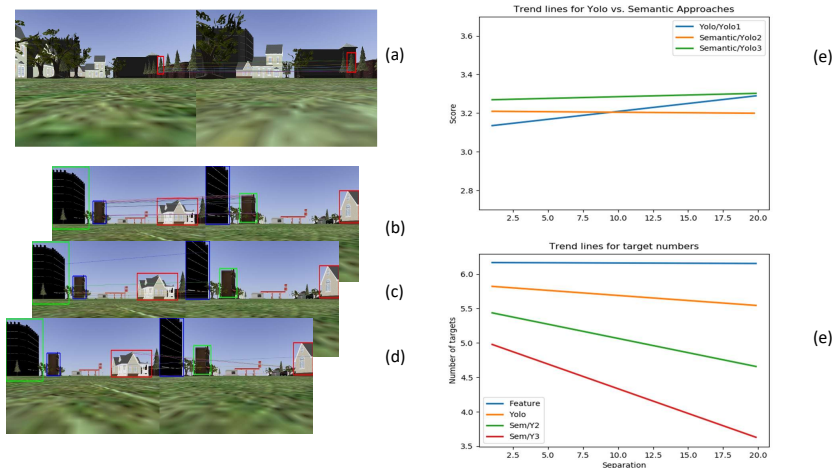 (a)
(b)
(c)
(d)
Trend lines for Yolo vs. Semantic Approaches
(e)
Yolo/Yolo1
Semantic/Yolo2
Semantic/Yolo3
3.6
3.4
3.2
3.0
2.8
Score
2.5 5.0 7.5 10.0 12.5 15.0 17.5 20.0
Trend lines for target numbers
(e)
6.0
5.5
5.0
4.5
4.0
3.5
Number of targets
Feature
Yolo
Sem/Y2
Sem/Y3
2.5 5.0 7.5 10.0 12.5 15.0 17.5 20.0
Separation